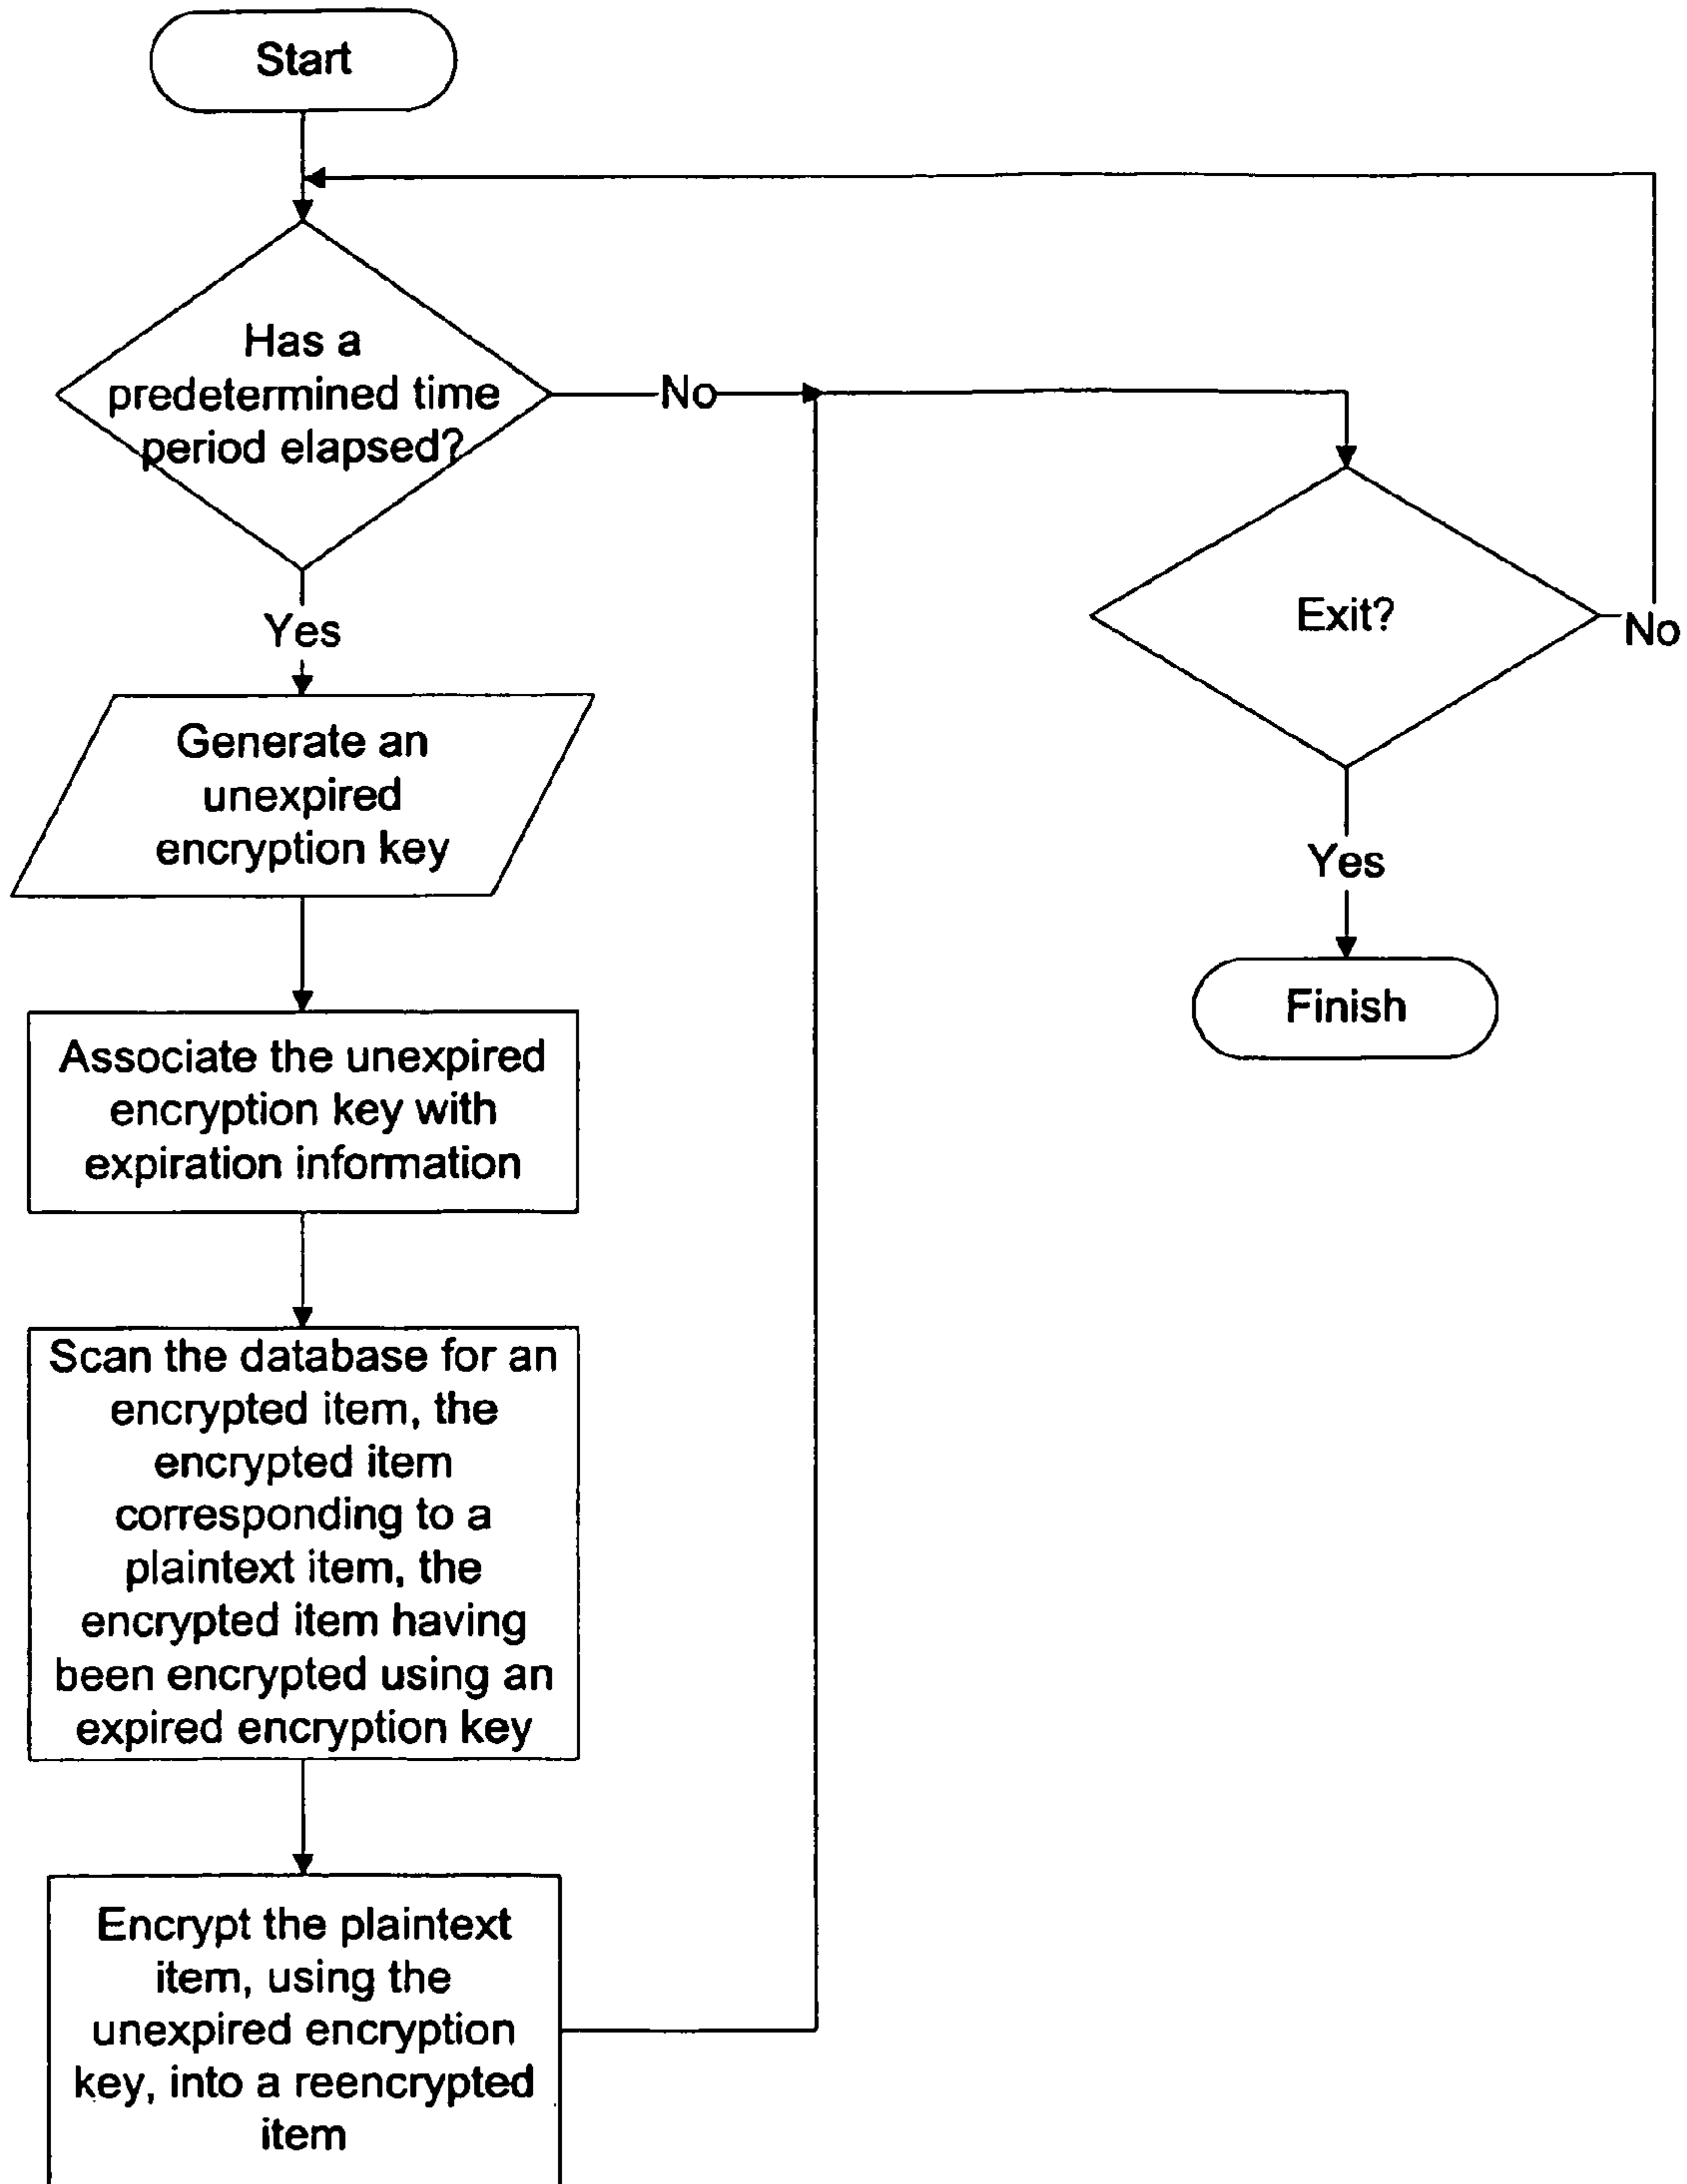 Start
Has a
predetermined time
period elapsed?
No
Yes
Exit?
No
Yes
Finish
Generate an
unexpired
encryption key
Associate the unexpired
encryption key with
expiration information
Scan the database for an
encrypted item, the
encrypted item
corresponding to a
plaintext item, the
encrypted item having
been encrypted using an
expired encryption key
Encrypt the plaintext
item, using the
unexpired encryption
key, into a reencrypted
item